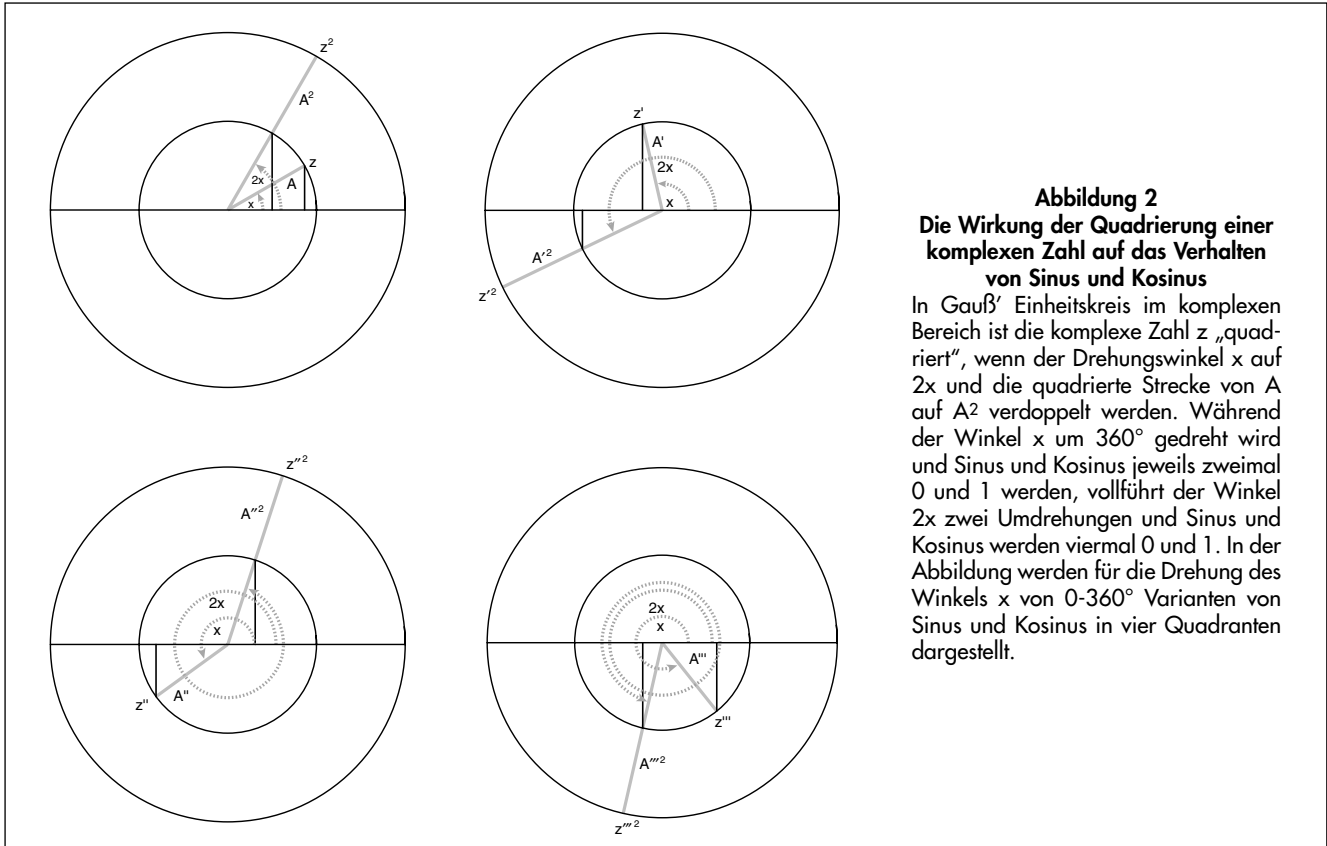 z²
A²
z
2x
A
x
z'
A'
2x
x
A'²
z'²
z''²
A''²
2x
x
A''
z''
2x
x
A'''
z'''
A'''²
z'''²
Abbildung 2
Die Wirkung der Quadrierung einer
komplexen Zahl auf das Verhalten
von Sinus und Kosinus
In Gauß’ Einheitskreis im komplexen
Bereich ist die komplexe Zahl z „quad-
riert“, wenn der Drehungswinkel x auf
2x und die quadrierte Strecke von A
auf A² verdoppelt werden. Während
der Winkel x um 360° gedreht wird
und Sinus und Kosinus jeweils zweimal
0 und 1 werden, vollführt der Winkel
2x zwei Umdrehungen und Sinus und
Kosinus werden viermal 0 und 1. In der
Abbildung werden für die Drehung des
Winkels x von 0-360° Varianten von
Sinus und Kosinus in vier Quadranten
dargestellt.